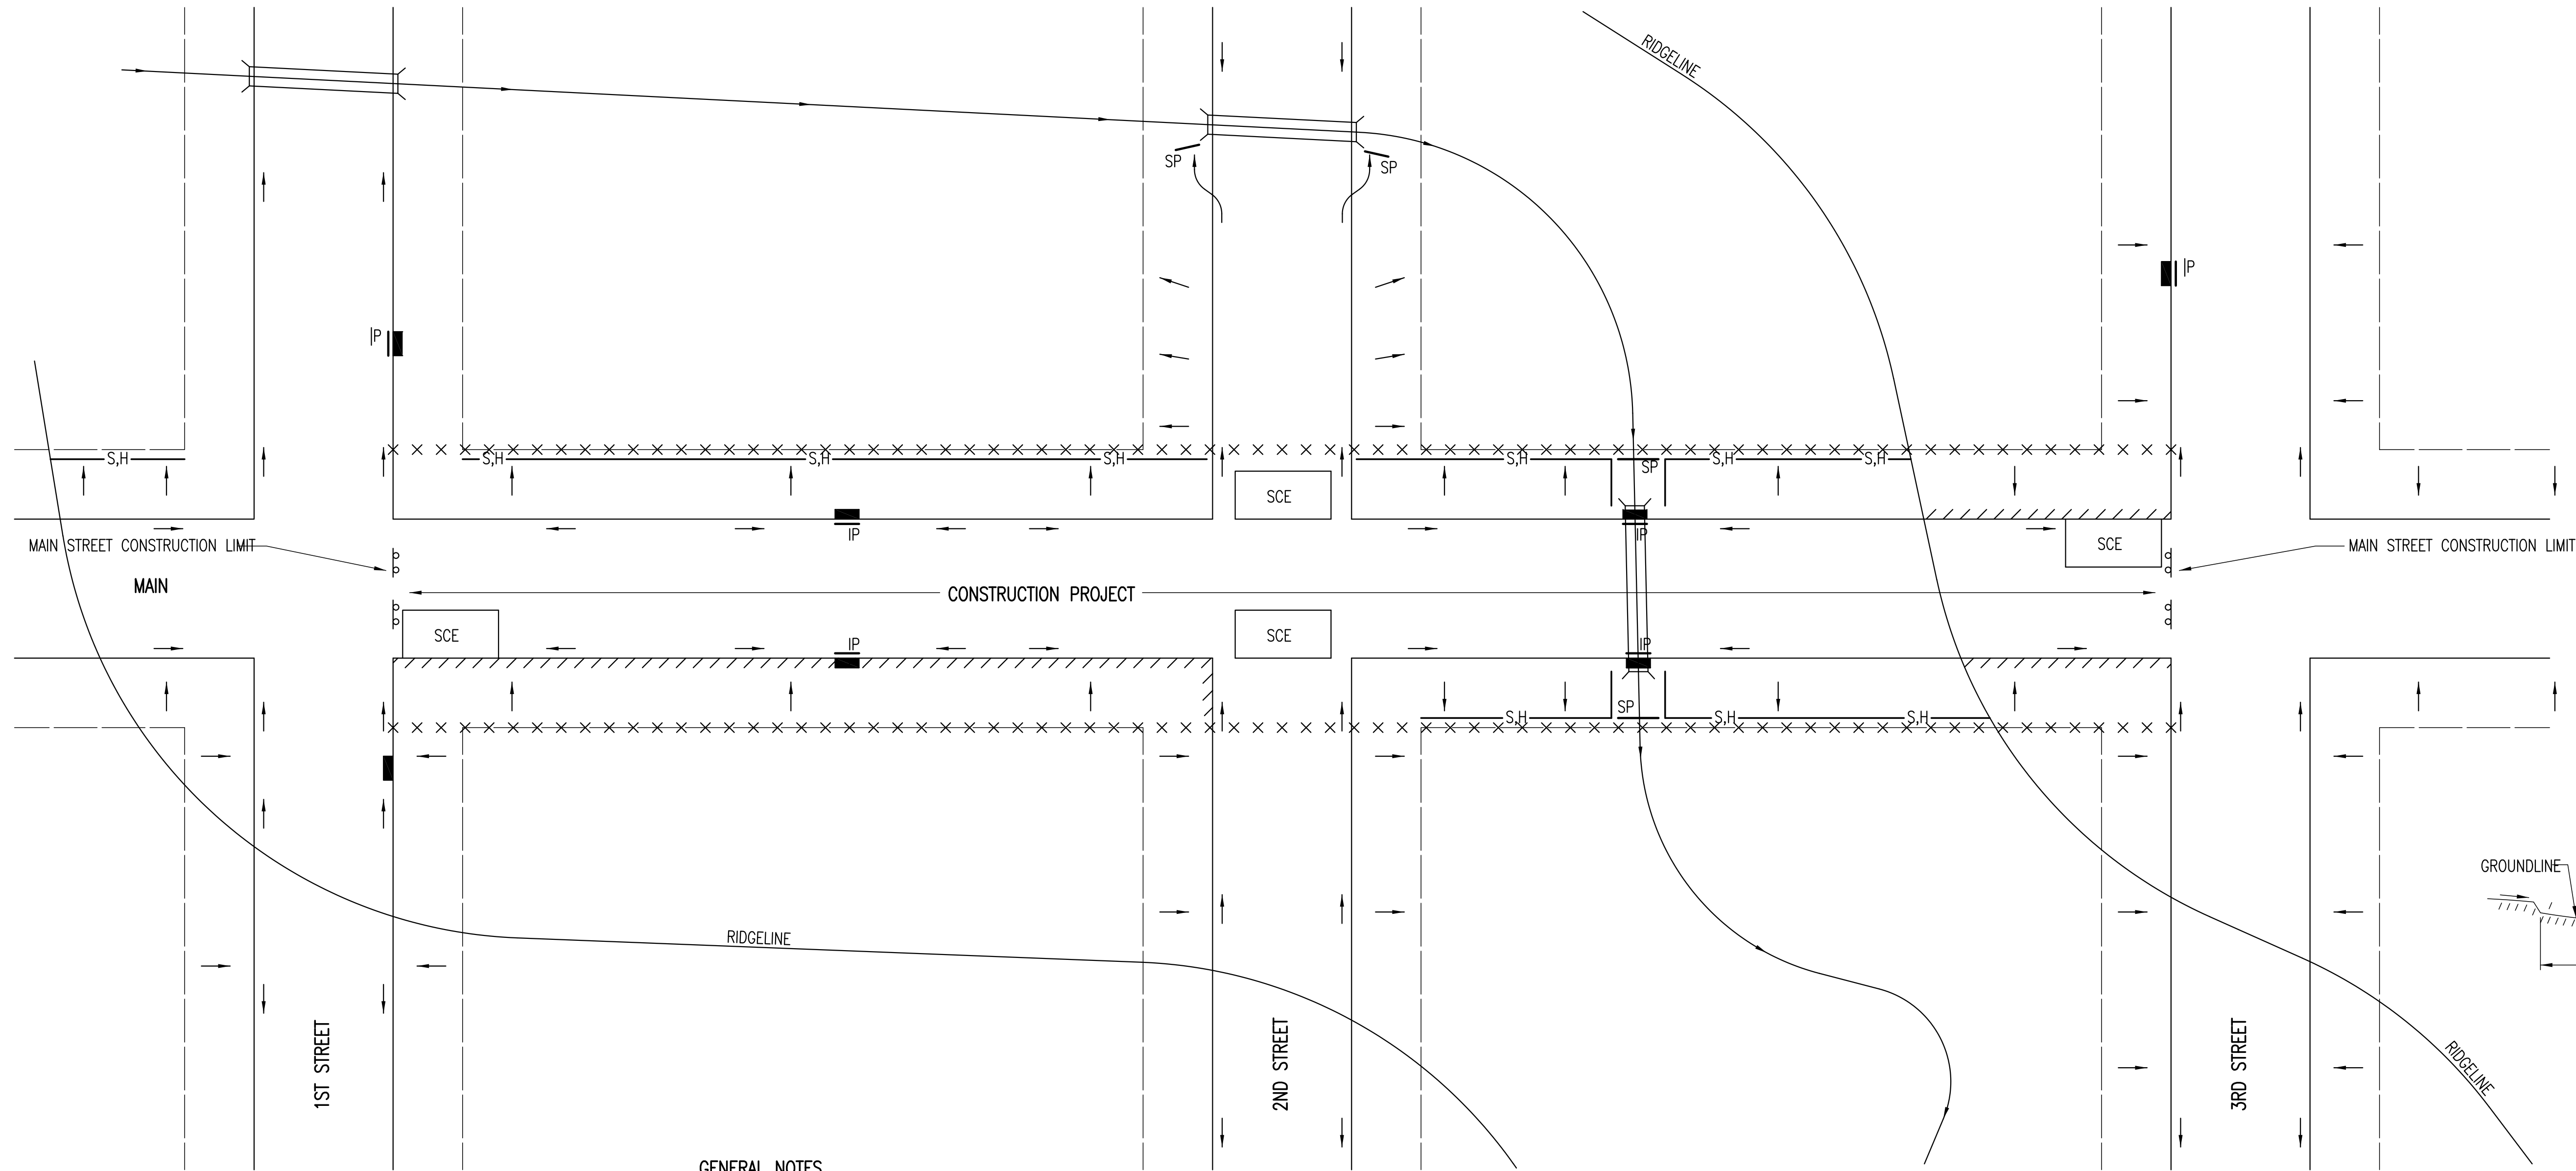 RIDGELINE
SP
SP
IP
IP
S,H
S,H
S,H
S,H
S,H
SP
S,H
S,H
SCE
MAIN STREET CONSTRUCTION LIMIT
IP
IP
SCE
MAIN STREET CONSTRUCTION LIMIT
MAIN
CONSTRUCTION PROJECT
SCE
SCE
IP
IP
S,H
SP
S,H
S,H
GROUNDLINE
RIDGELINE
1ST STREET
2ND STREET
3RD STREET
RIDGELINE
GENERAL NOTES